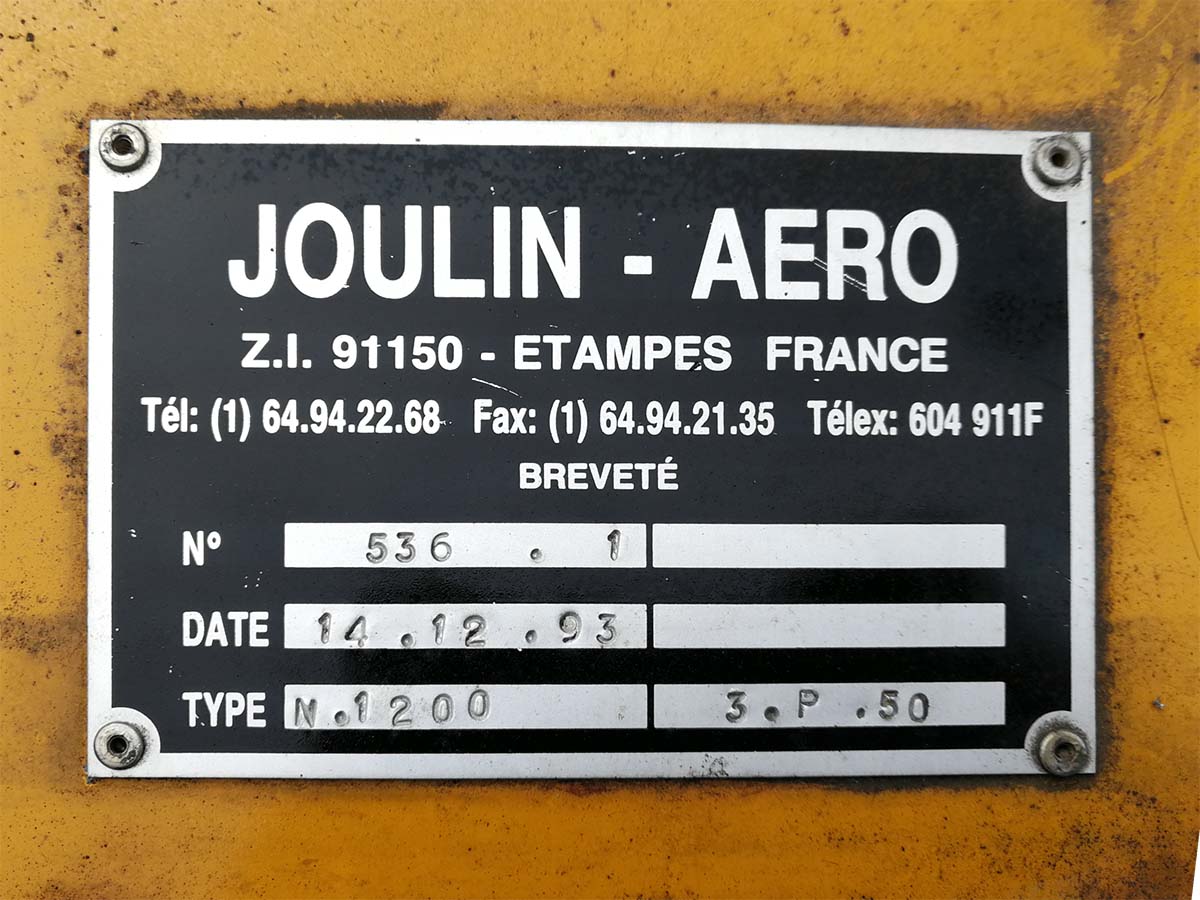 JOULIN - AERO
Z.I. 91150 - ETAMPES FRANCE
Tél: (1) 64.94.22.68 Fax: (1) 64.94.21.35 Télex: 604 911F
BREVETÉ
N° 536 . 1
DATE 14 .12 .93
TYPE N.1200 3.P .50